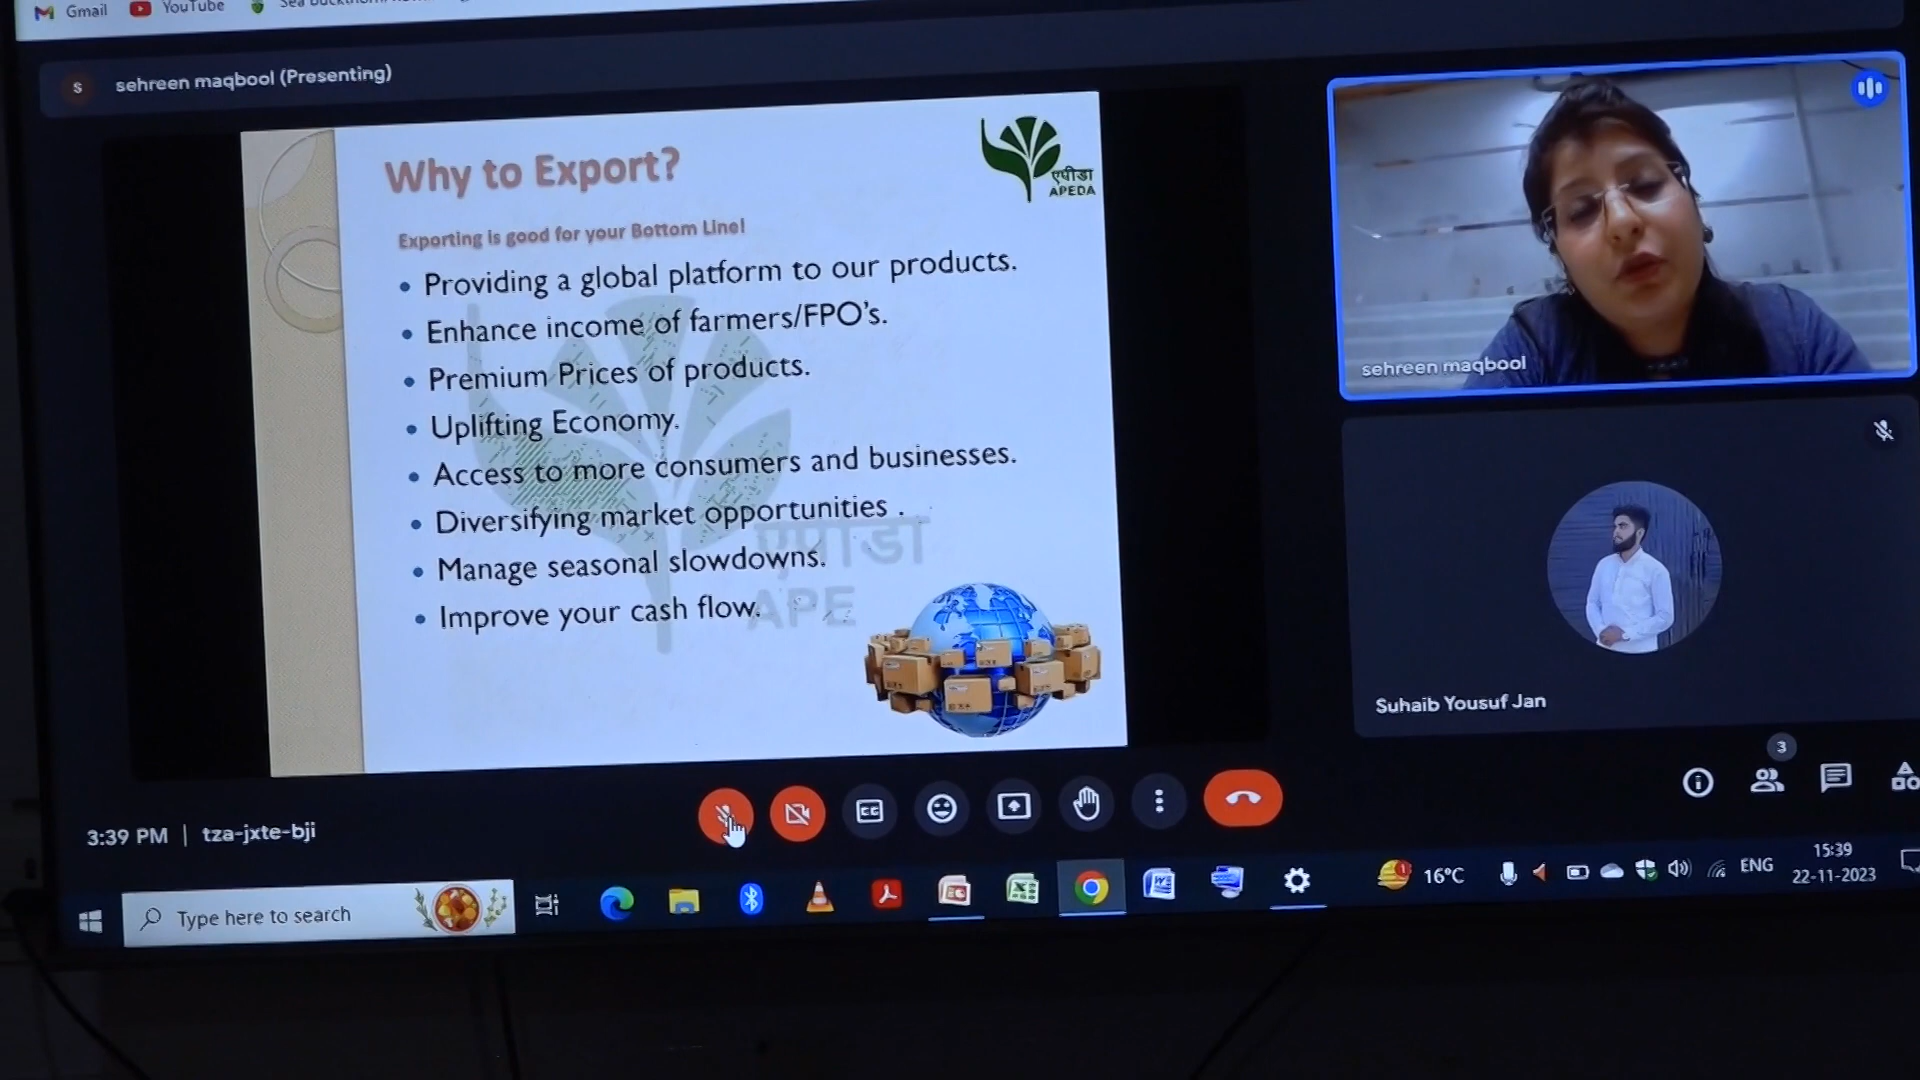 Gmail
YouTube
S
sehreen maqbool (Presenting)
Why to Export?
एपीडा
APEDA
Exporting is good for your Bottom Line!
• Providing a global platform to our products.
• Enhance income of farmers/FPO's.
• Premium Prices of products.
• Uplifting Economy.
• Access to more consumers and businesses.
• Diversifying market opportunities .
• Manage seasonal slowdowns.
• Improve your cash flow.
sehreen maqbool
Suhaib Yousuf Jan
3
CC
3:39 PM | tza-jxte-bji
Type here to search
1
16°C
ENG
15:39
22-11-2023